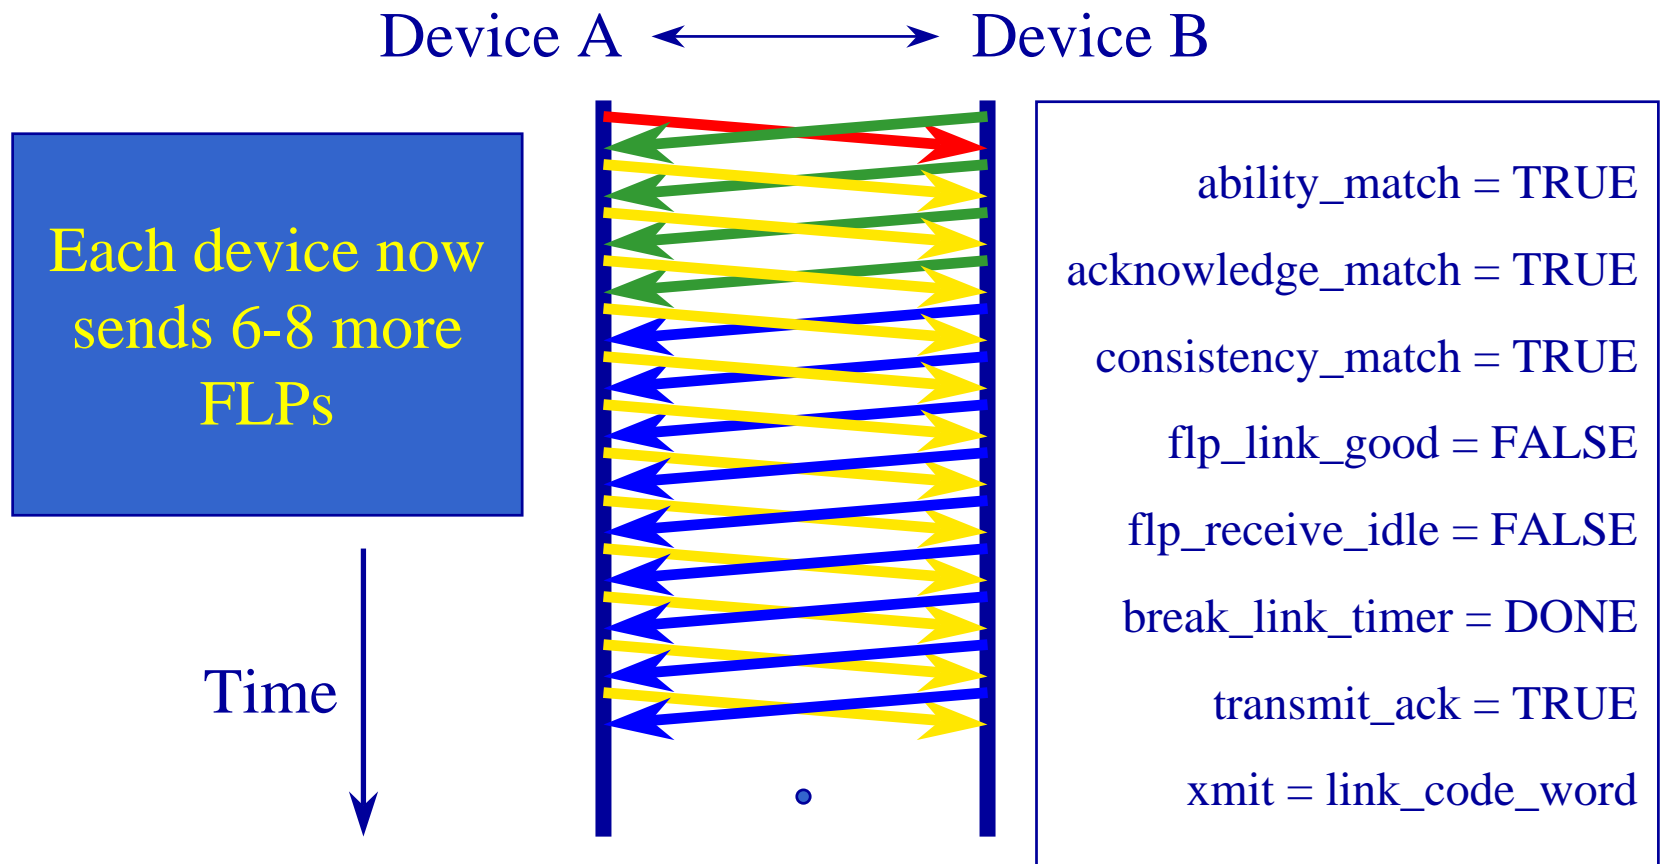 Device A
Device B
Each device now
sends 6-8 more
FLPs
Time
ability_match = TRUE
acknowledge_match = TRUE
consistency_match = TRUE
flp_link_good = FALSE
flp_receive_idle = FALSE
break_link_timer = DONE
transmit_ack = TRUE
xmit = link_code_word